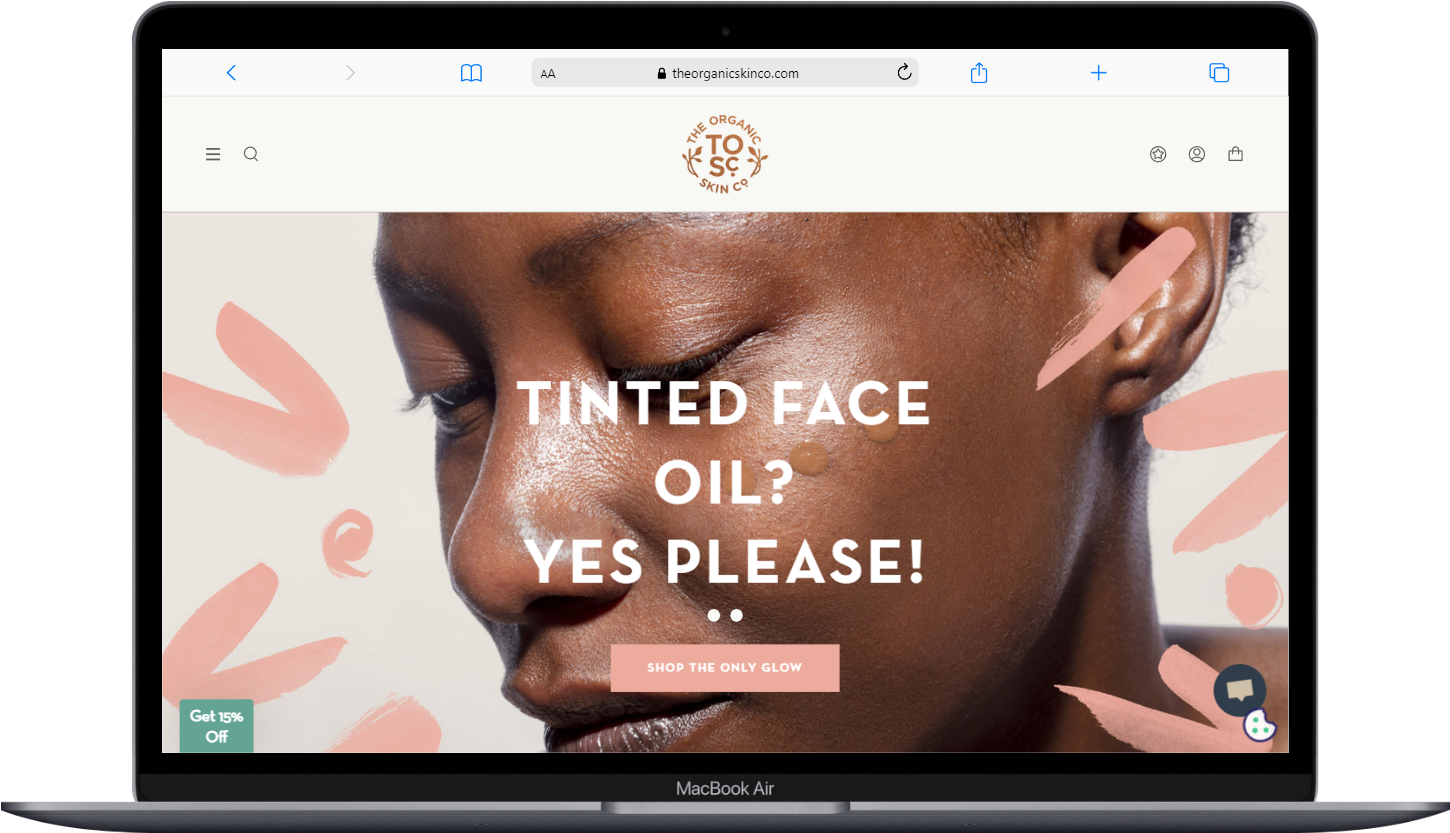 AA
theorganicskinco.com
THE ORGANIC
TO
SC
SKIN CO
TINTED FACE
OIL?
YES PLEASE!
SHOP THE ONLY GLOW
Get 15%
Off
MacBook Air